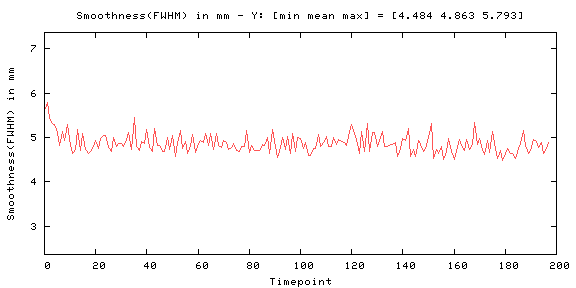 Smoothness(FWHM) in mm - Y: [min mean max] = [4.484 4.863 5.793]
7
6
5
4
3
Smoothness(FWHM) in mm
0 20 40 60 80 100 120 140 160 180 200
Timepoint